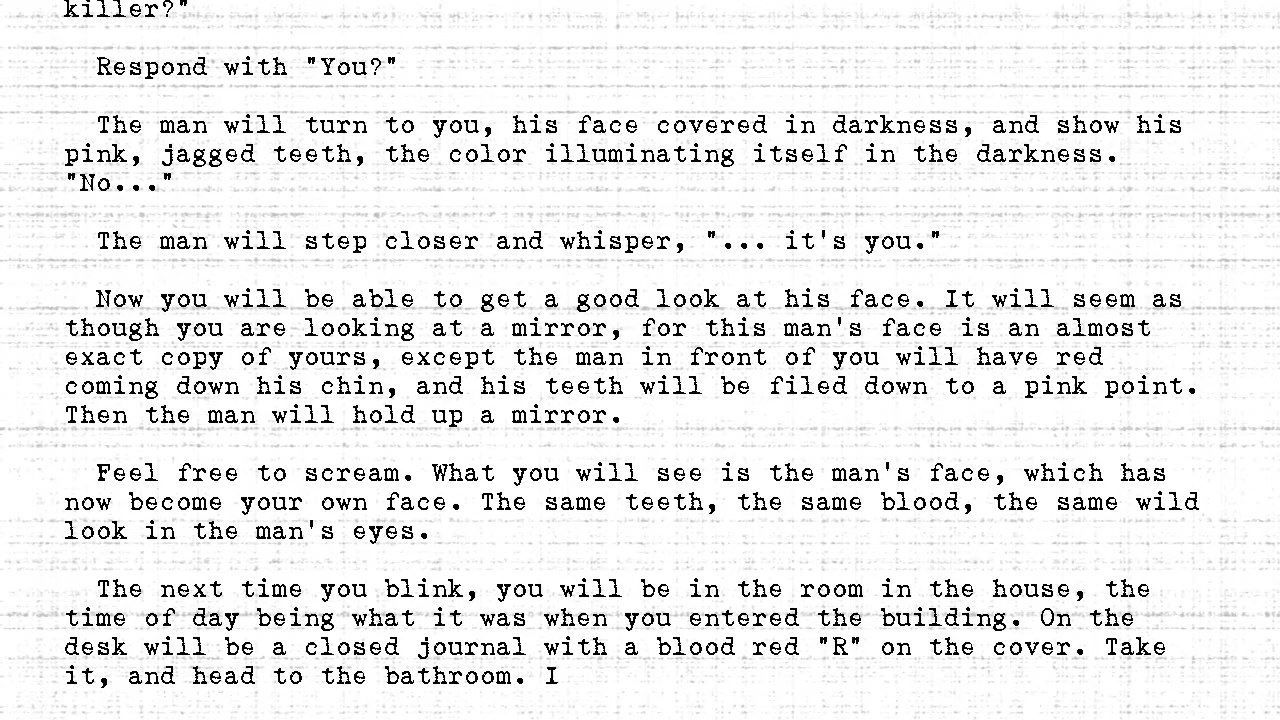 killer?"
Respond with "You?"
The man will turn to you, his face covered in darkness, and show his
pink, jagged teeth, the color illuminating itself in the darkness.
"No..."
The man will step closer and whisper, "... it's you."
Now you will be able to get a good look at his face. It will seem as
though you are looking at a mirror, for this man's face is an almost
exact copy of yours, except the man in front of you will have red
coming down his chin, and his teeth will be filed down to a pink point.
Then the man will hold up a mirror.
Feel free to scream. What you will see is the man's face, which has
now become your own face. The same teeth, the same blood, the same wild
look in the man's eyes.
The next time you blink, you will be in the room in the house, the
time of day being what it was when you entered the building. On the
desk will be a closed journal with a blood red "R" on the cover. Take
it, and head to the bathroom. I